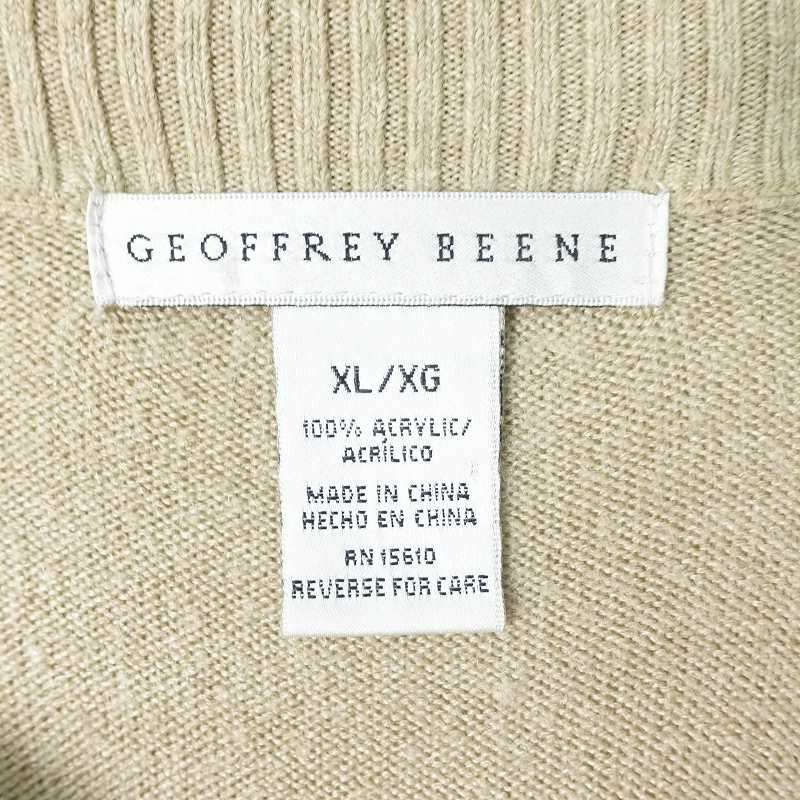 GEOFFREY BEENE
XL/XG
100% ACRYLIC/
ACRÍLICO
MADE IN CHINA
HECHO EN CHINA
RN 15610
REVERSE FOR CARE